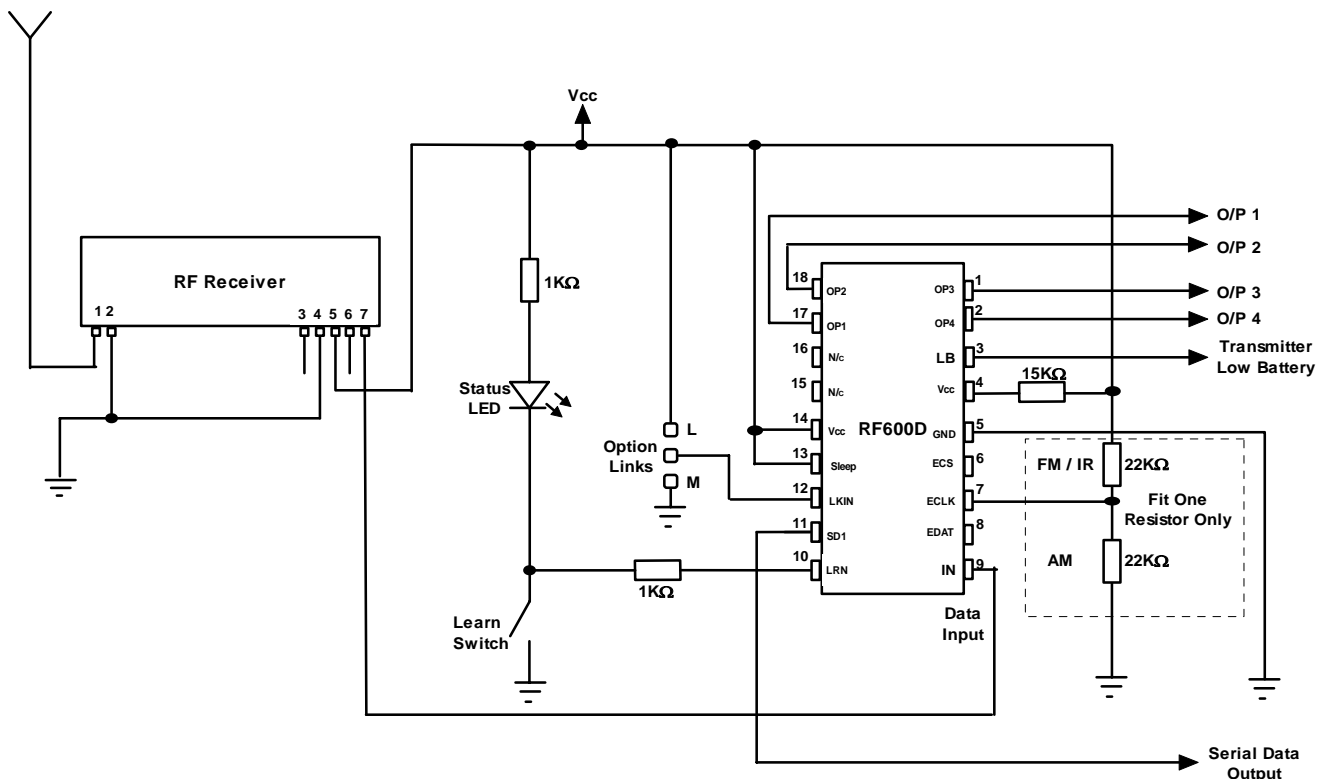 Vcc
O/P 1
O/P 2
RF Receiver
1 2 3 4 5 6 7
1KΩ
18 OP2
OP3 1
O/P 3
17 OP1
OP4 2
O/P 4
16 N/c
LB 3
Transmitter
Low Battery
15 N/c
Vcc 4
15KΩ
Status
LED
14 Vcc
RF600D
GND 5
L
Option
Links
M
13 Sleep
ECS 6
FM / IR
22KΩ
12 LKIN
ECLK 7
Fit One
Resistor Only
11 SD1
EDAT 8
10 LRN
IN 9
AM
22KΩ
1KΩ
Learn
Switch
Data
Input
Serial Data
Output